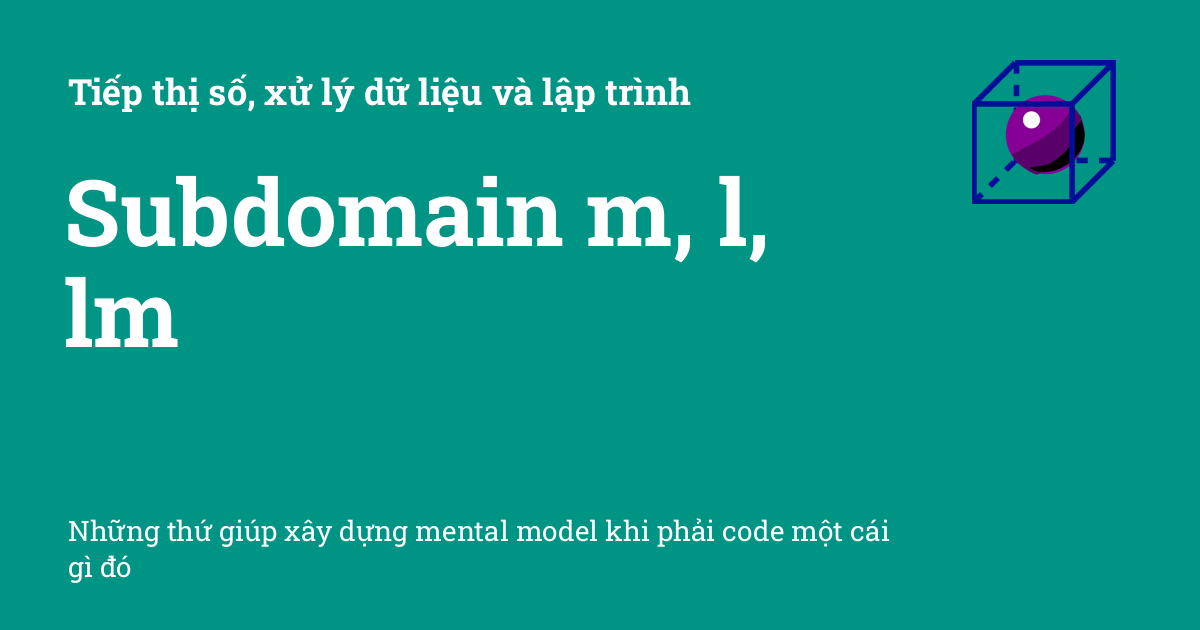 Tiếp thị số, xử lý dữ liệu và lập trình
Subdomain m, l,
lm
Những thứ giúp xây dựng mental model khi phải code một cái
gì đó